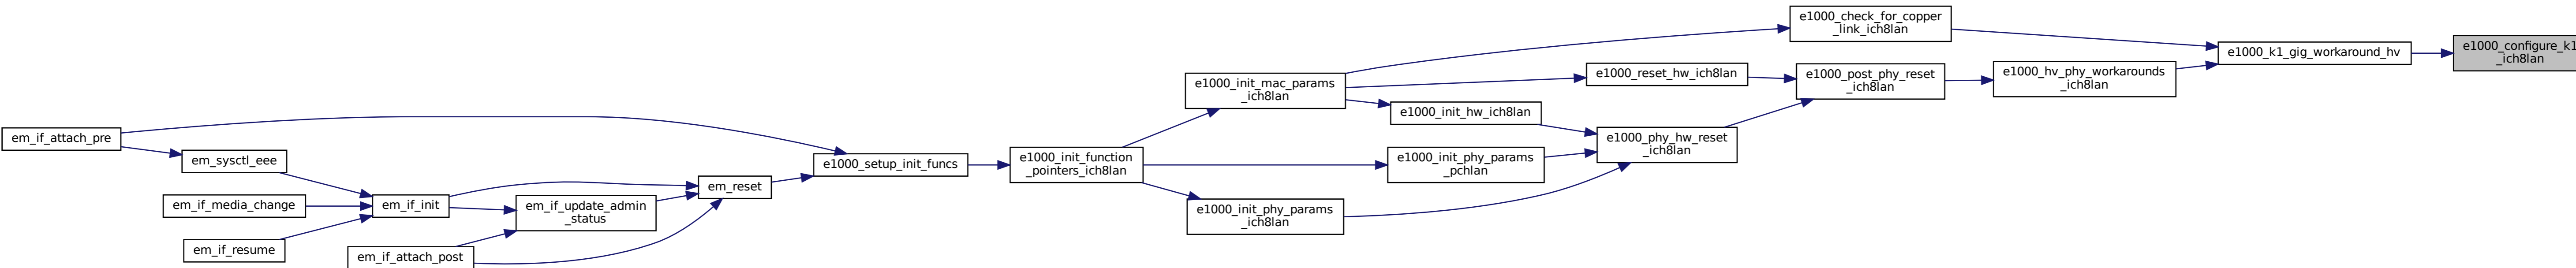 em_if_attach_pre
em_sysctl_eee
em_if_media_change
em_if_resume
em_if_init
em_if_attach_post
em_if_update_admin
_status
em_reset
e1000_setup_init_funcs
e1000_init_function
_pointers_ich8lan
e1000_init_mac_params
_ich8lan
e1000_init_phy_params
_ich8lan
e1000_init_hw_ich8lan
e1000_init_phy_params
_pchlan
e1000_reset_hw_ich8lan
e1000_phy_hw_reset
_ich8lan
e1000_check_for_copper
_link_ich8lan
e1000_post_phy_reset
_ich8lan
e1000_hv_phy_workarounds
_ich8lan
e1000_k1_gig_workaround_hv
e1000_configure_k1
_ich8lan